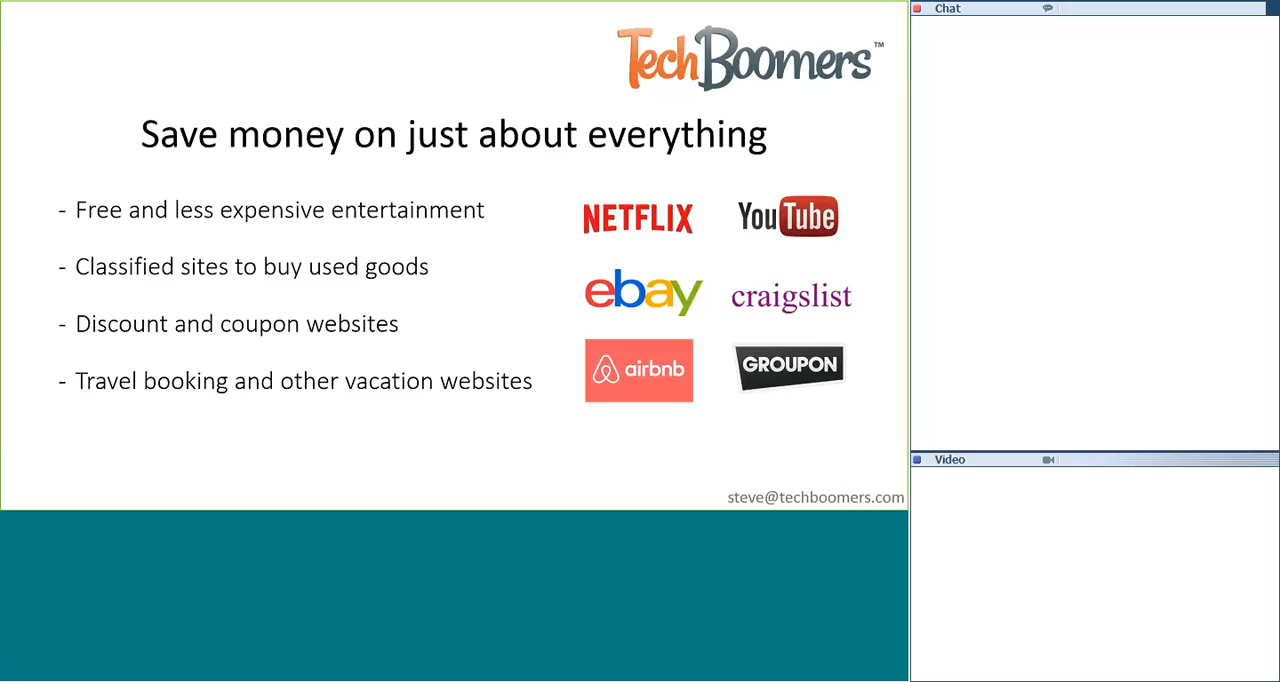 Chat
TechBoomers™
Save money on just about everything
- Free and less expensive entertainment
NETFLIX
YouTube
- Classified sites to buy used goods
ebay
craigslist
- Discount and coupon websites
airbnb
GROUPON
- Travel booking and other vacation websites
Video
steve@techboomers.com